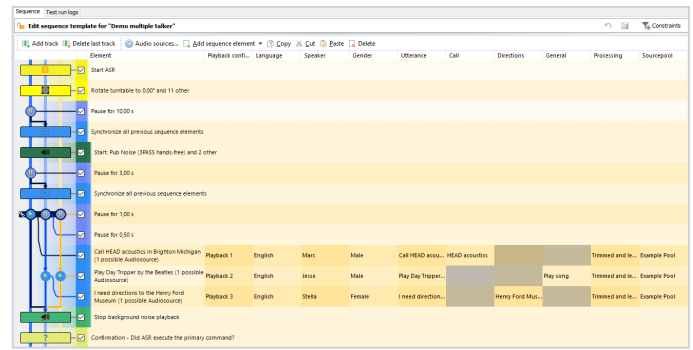 Sequence Test run logs
Edit sequence template for "Demo multiple talker" Constraints
Add track Delete last track Audio sources... Add sequence element Copy Cut Paste Delete
Element Playback confi... Language Speaker Gender Utterance Call Directions General Processing Sourcepool
Start ASR
Rotate turntable to 0,00° and 11 other
Pause for 10,00 s
Synchronize all previous sequence elements
Start: Pub Noise (3PASS hands-free) and 2
other
Pause for 3,00 s
Synchronize all previous sequence elements
Pause for 1,00 s
Pause for 0,50 s
Call HEAD acoustics in Brighton Michigan
(1 possible Audiosource) Playback 1 English Marc Male Call HEAD acou... HEAD acoustics Trimmed and le... Example Pool
Play Day Tripper by the Beatles (1 possible
Audiosource) Playback 2 English Jesse Male Play Day Tripper... Play song Trimmed and le... Example Pool
I need directions to the Henry Ford
Museum (1 possible Audiosource) Playback 3 English Stella Female I need direction... Henry Ford Mus... Trimmed and le... Example Pool
Stop background noise playback
? Confirmation - Did ASR execute the primary command?